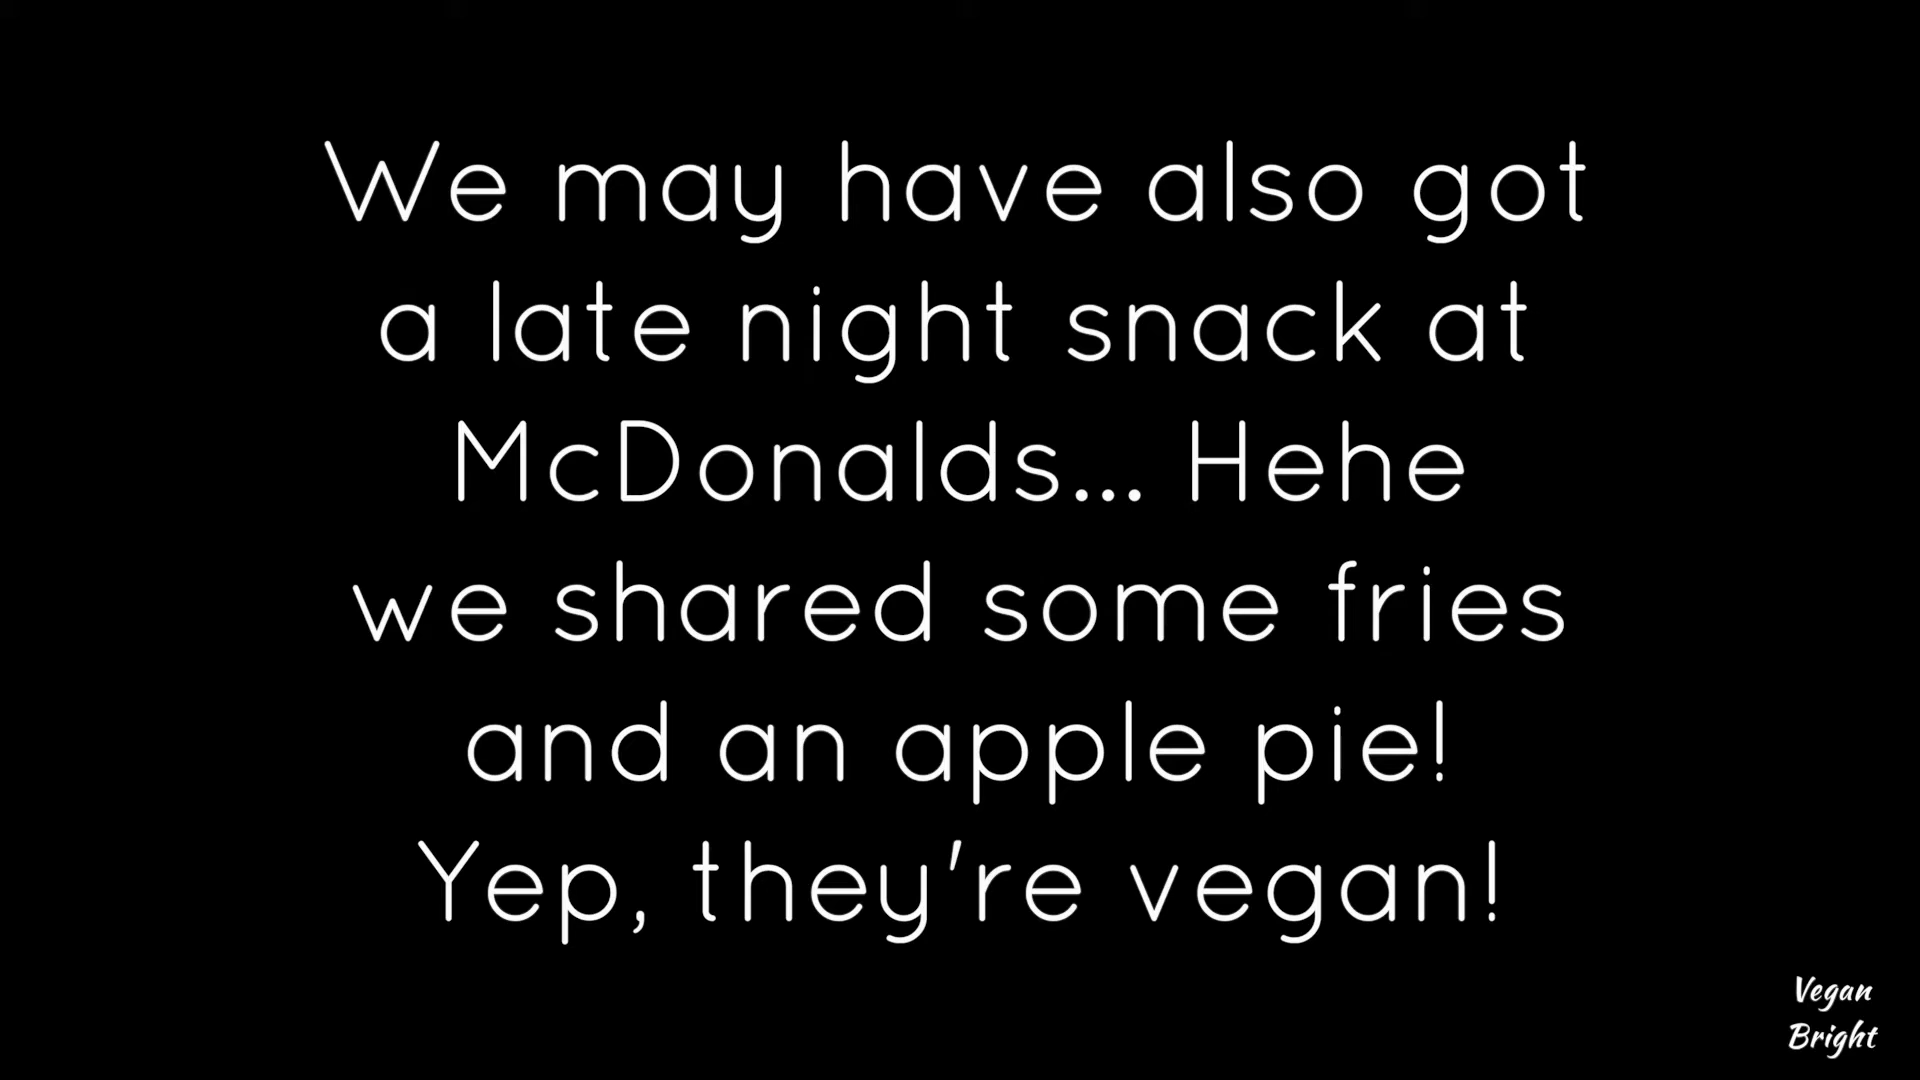 We may have also got
a late night snack at
McDonalds... Hehe
we shared some fries
and an apple pie!
Yep, they're vegan!
Vegan
Bright